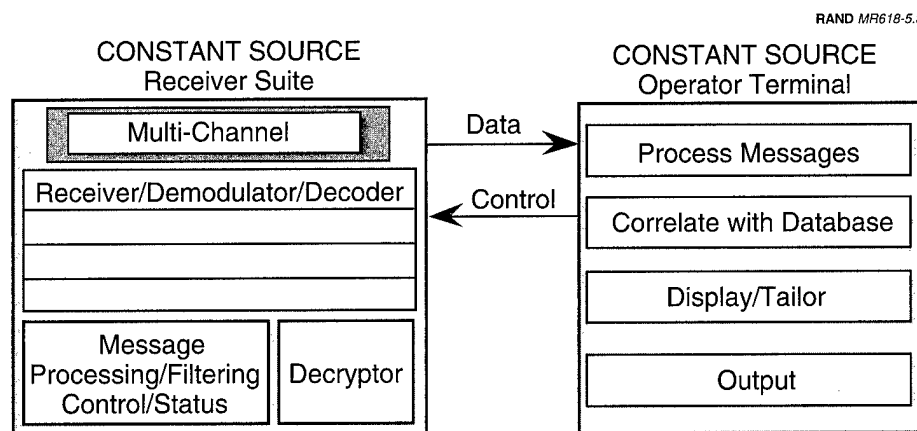 RAND MR618-5.
CONSTANT SOURCE
Receiver Suite
Multi-Channel
Receiver/Demodulator/Decoder
Message
Processing/Filtering
Control/Status
Decryptor
Data
Control
CONSTANT SOURCE
Operator Terminal
Process Messages
Correlate with Database
Display/Tailor
Output